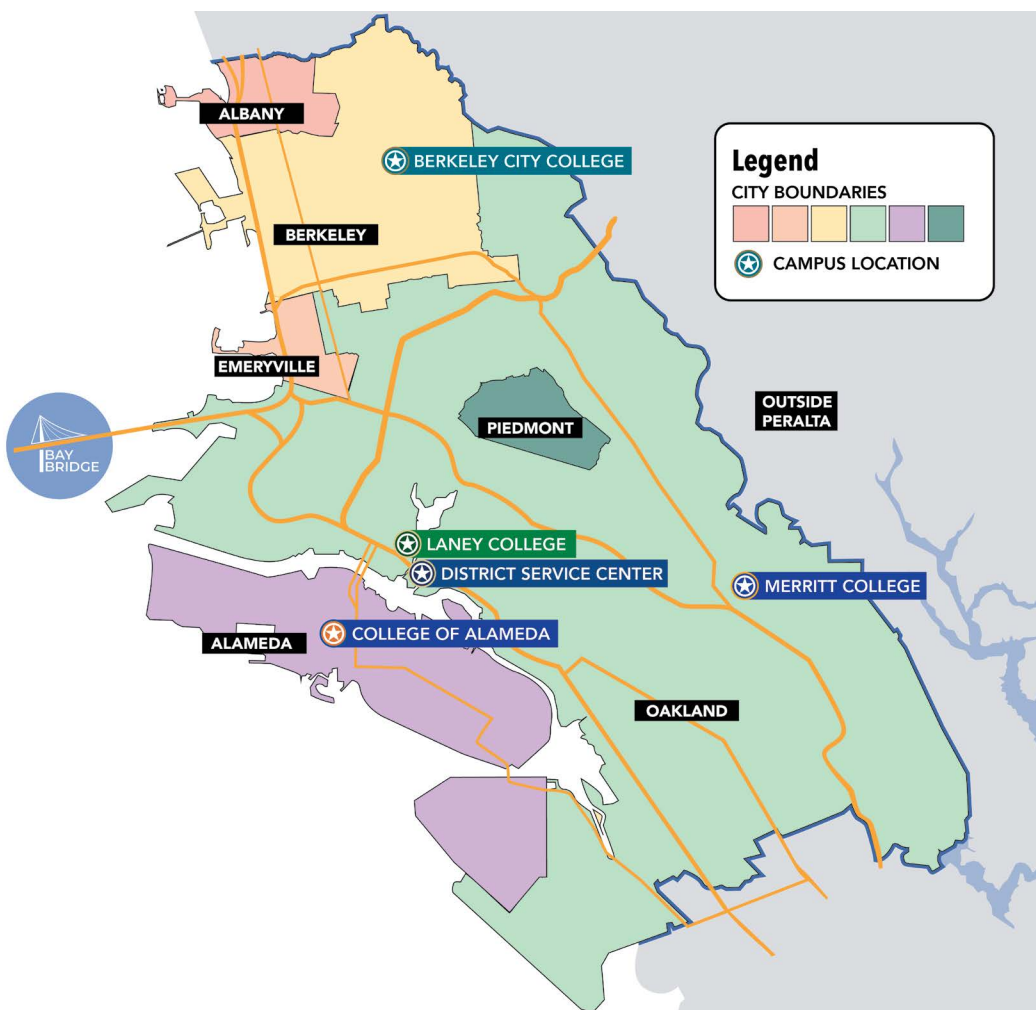 ALBANY
BERKELEY CITY COLLEGE
Legend
CITY BOUNDARIES
CAMPUS LOCATION
BERKELEY
EMERYVILLE
BAY
BRIDGE
PIEDMONT
OUTSIDE
PERALTA
LANEY COLLEGE
DISTRICT SERVICE CENTER
MERRITT COLLEGE
COLLEGE OF ALAMEDA
ALAMEDA
OAKLAND